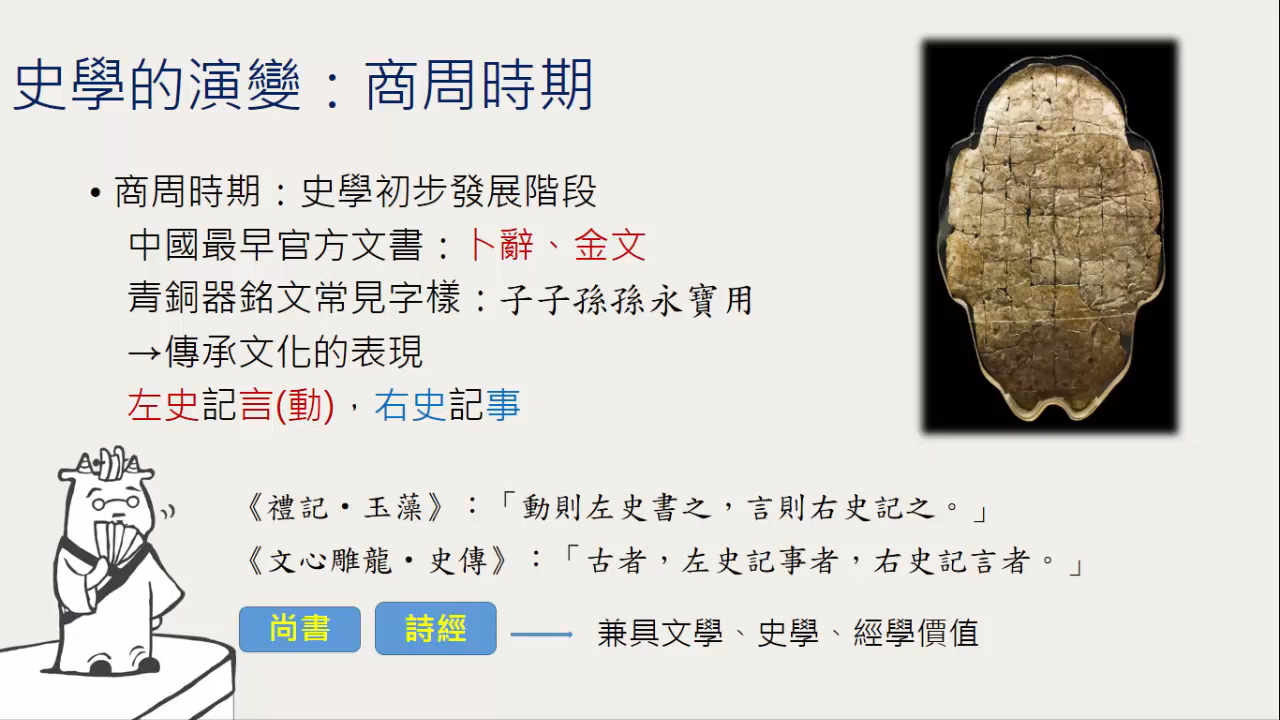 史學的演變：商周時期
• 商周時期：史學初步發展階段
中國最早官方文書：卜辭、金文
青銅器銘文常見字樣：子子孫孫永寶用
→傳承文化的表現
左史記言(動)，右史記事
《禮記•玉藻》：「動則左史書之，言則右史記之。」
《文心雕龍•史傳》：「古者，左史記事者，右史記言者。」
尚書 詩經 兼具文學、史學、經學價值